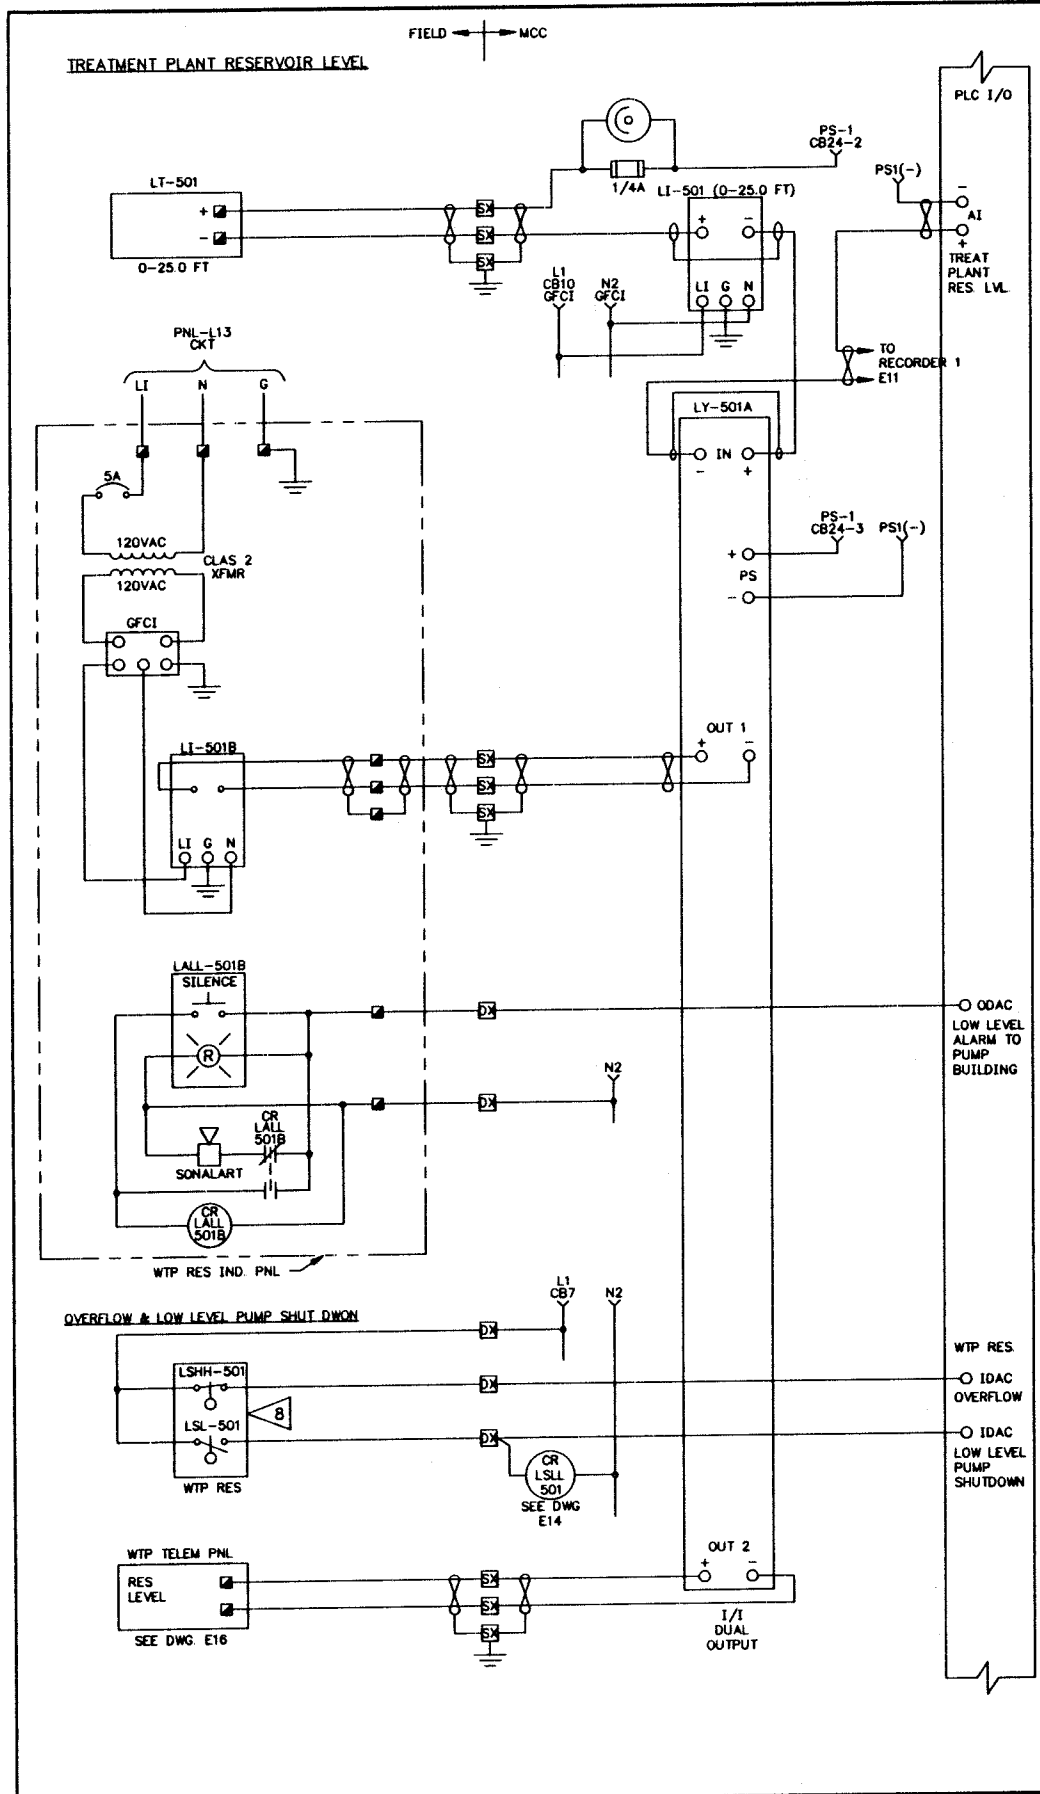 FIELD MCC
TREATMENT PLANT RESERVOIR LEVEL
PLC I/O
PS-1
CB24-2
PS1(-)
1/4A
LI-501 (0-25.0 FT)
LT-501
+
-
0-25.0 FT
+ -
LI G N
L1
CB10
GFCI
N2
GFCI
-
AI
+
TREAT
PLANT
RES. LVL.
TO
RECORDER 1
E11
PNL-L13
CKT
LI N G
LY-501A
IN
- +
5A
120VAC
CLAS 2
XFMR
120VAC
GFCI
PS-1
CB24-3
PS1(-)
+
PS
-
OUT 1
+ -
LI-501B
LI G N
SX
SX
SX
SX
SX
SX
LALL-501B
SILENCE
R
DX
ODAC
LOW LEVEL
ALARM TO
PUMP
BUILDING
N2
DX
CR
LALL
501B
SONALART
CR
LALL
501B
WTP RES IND. PNL
OVERFLOW & LOW LEVEL PUMP SHUT DWON
L1
CB7
N2
DX
WTP RES.
LSHH-501
DX
IDAC
OVERFLOW
8
LSL-501
DX
IDAC
LOW LEVEL
PUMP
SHUTDOWN
WTP RES
CR
LSLL
501
SEE DWG
E14
WTP TELEM PNL
RES
LEVEL
SEE DWG. E16
SX
SX
SX
OUT 2
+ -
I/I
DUAL
OUTPUT